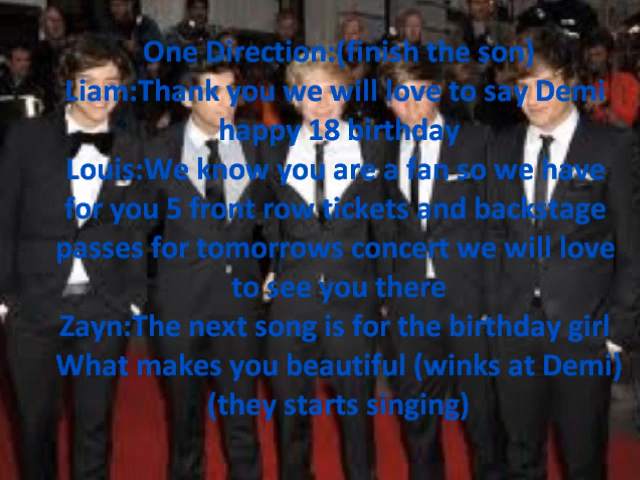 One Direction:(finish the son)
Liam:Thank you we will love to say Demi
happy 18 birthday
Louis:We know you are a fan so we have
for you 5 front row tickets and backstage
passes for tomorrows concert we will love
to see you there
Zayn:The next song is for the birthday girl
What makes you beautiful (winks at Demi)
(they starts singing)